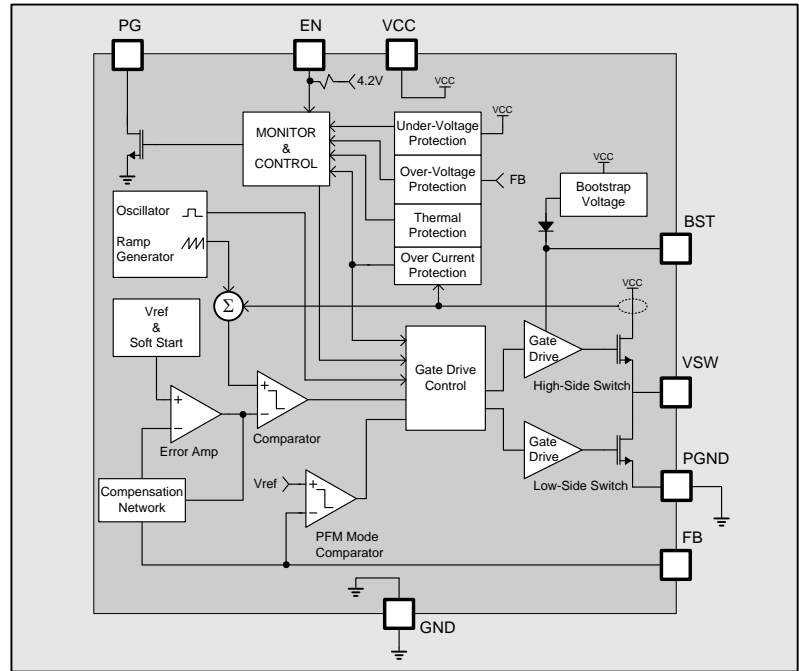 PG
EN
VCC
4.2V
VCC
MONITOR
&
CONTROL
Under-Voltage
Protection
VCC
Over-Voltage
Protection
FB
Thermal
Protection
Over Current
Protection
VCC
Bootstrap
Voltage
BST
Oscillator
Ramp
Generator
Σ
VCC
Vref
&
Soft Start
Gate Drive
Control
Gate
Drive
High-Side Switch
VSW
+
−
Error Amp
+
−
Comparator
Gate
Drive
Low-Side Switch
PGND
Compensation
Network
Vref
+
−
PFM Mode
Comparator
FB
GND